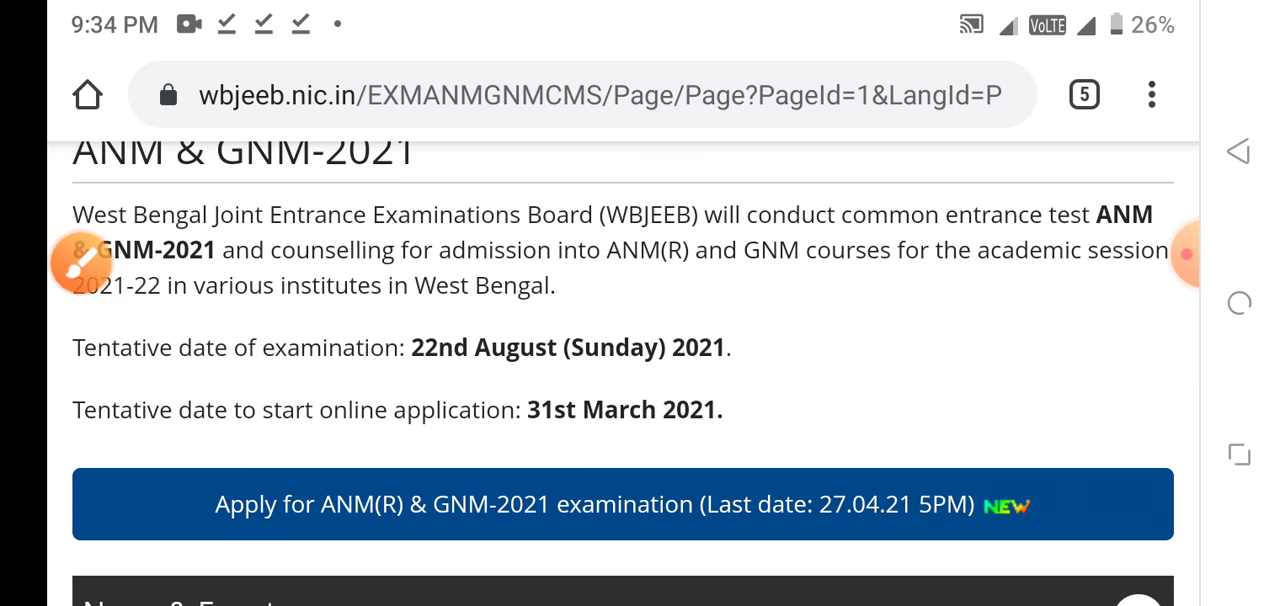 9:34 PM VoLTE 26%
wbjeeb.nic.in/EXMANMGNMCMS/Page/Page?PageId=1&LangId=P 5
ANM & GNM-2021
West Bengal Joint Entrance Examinations Board (WBJEEB) will conduct common entrance test ANM
& GNM-2021 and counselling for admission into ANM(R) and GNM courses for the academic session
2021-22 in various institutes in West Bengal.
Tentative date of examination: 22nd August (Sunday) 2021.
Tentative date to start online application: 31st March 2021.
Apply for ANM(R) & GNM-2021 examination (Last date: 27.04.21 5PM) NEW